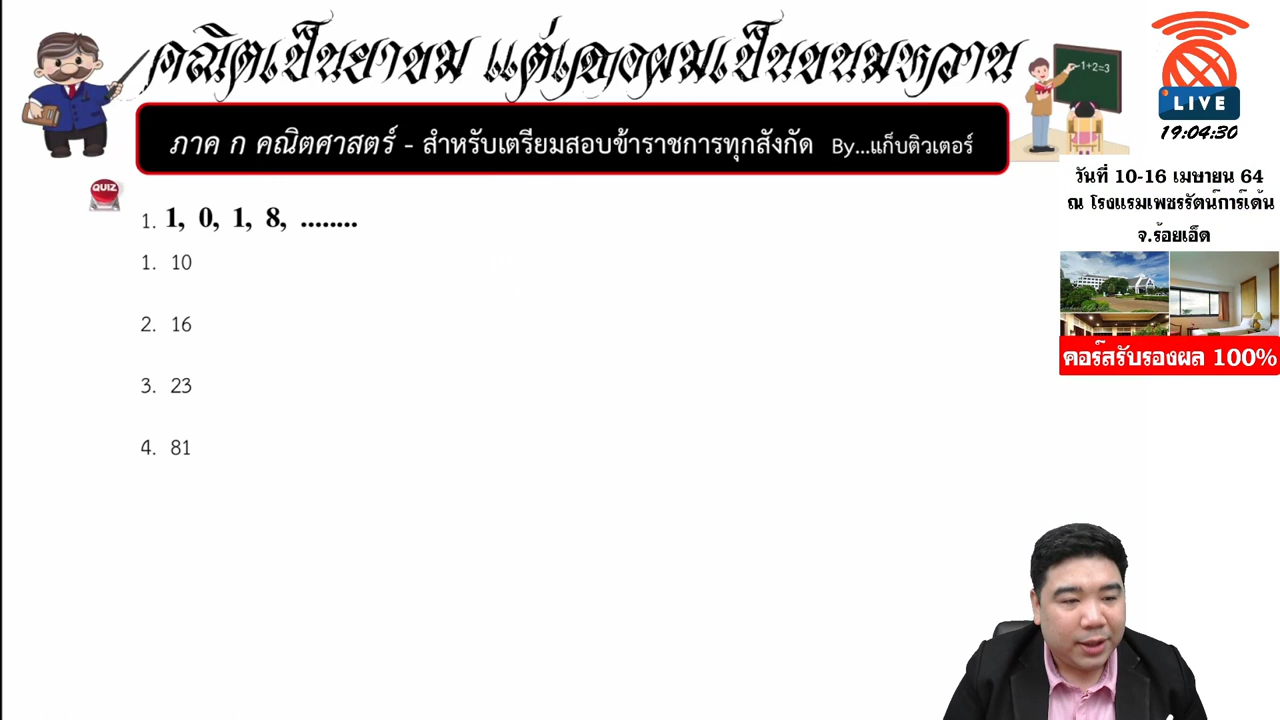 คณิตเป็นยาขม แต่เจอผมเป็นขนมหวาน
ภาค ก คณิตศาสตร์ - สำหรับเตรียมสอบข้าราชการทุกสังกัด By...แก็บติวเตอร์
1+2=3
LIVE
19:04:30
วันที่ 10-16 เมษายน 64
ณ โรงแรมเพชรรัตน์การ์เด้น
จ.ร้อยเอ็ด
คอร์สรับรองผล 100%
QUIZ
1. 1, 0, 1, 8, ........
1. 10
2. 16
3. 23
4. 81